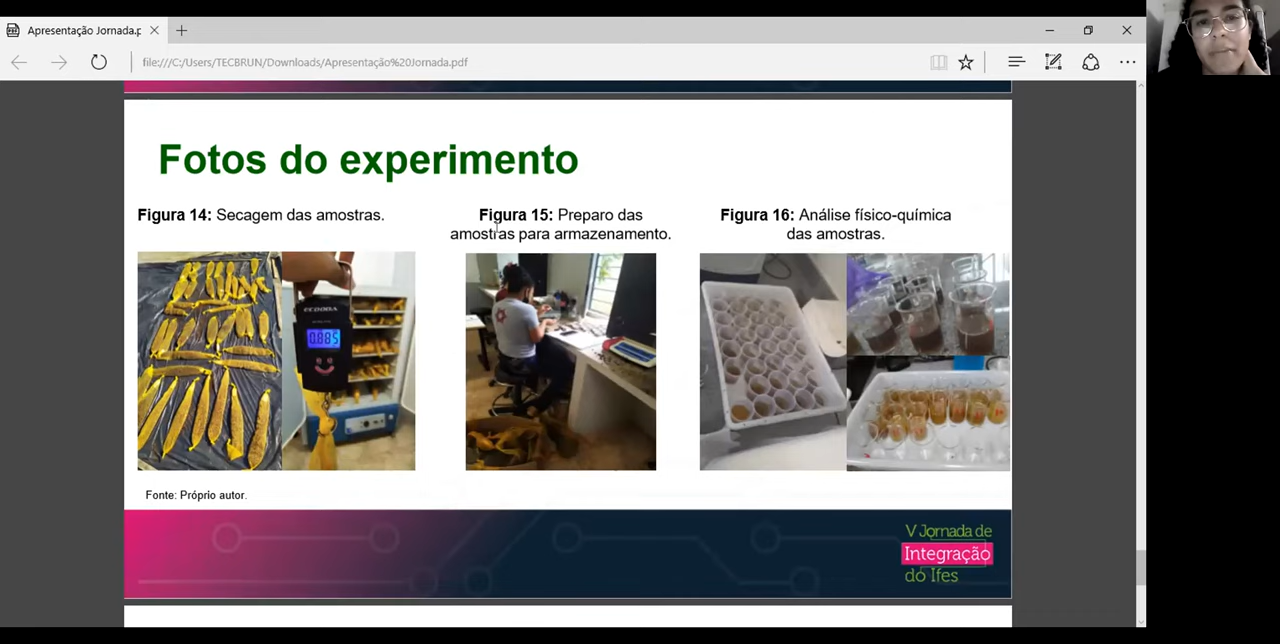 Apresentação Jornada.p
file:///C:/Users/TECBRUN/Downloads/Apresentação%20Jornada.pdf
Fotos do experimento
Figura 14: Secagem das amostras.
Figura 15: Preparo das
amostras para armazenamento.
Figura 16: Análise físico-química
das amostras.
0.885
Fonte: Próprio autor.
V Jornada de
Integração
do Ifes